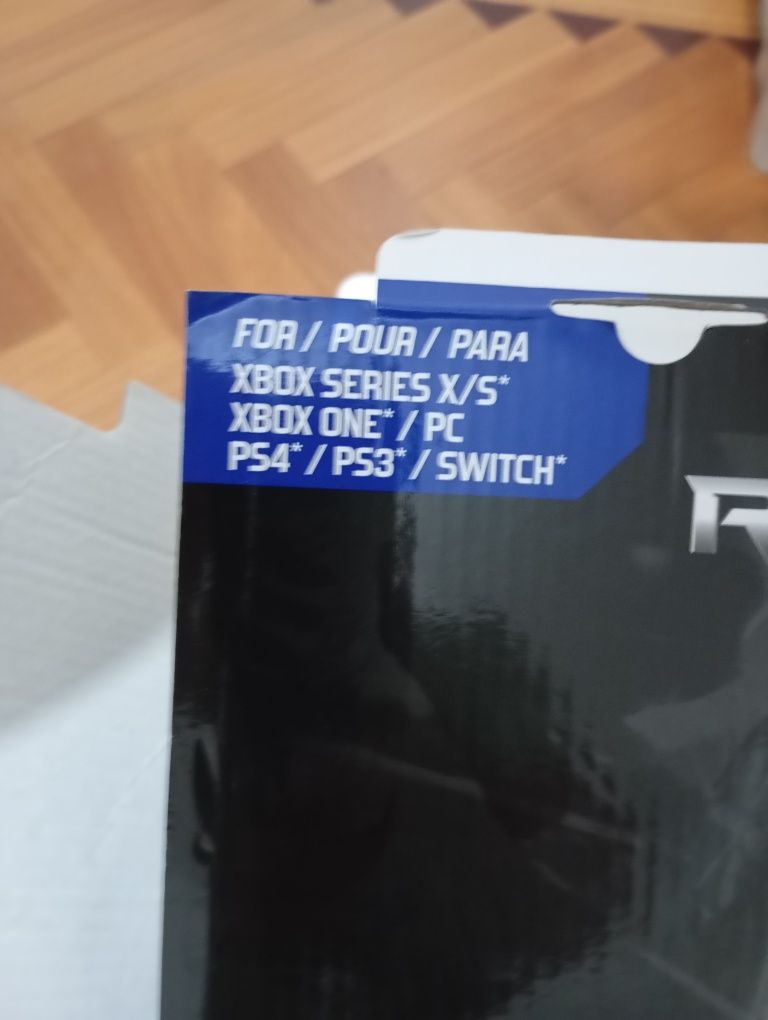 FOR / POUR / PARA
XBOX SERIES X/S*
XBOX ONE* / PC
PS4* / PS3* / SWITCH*